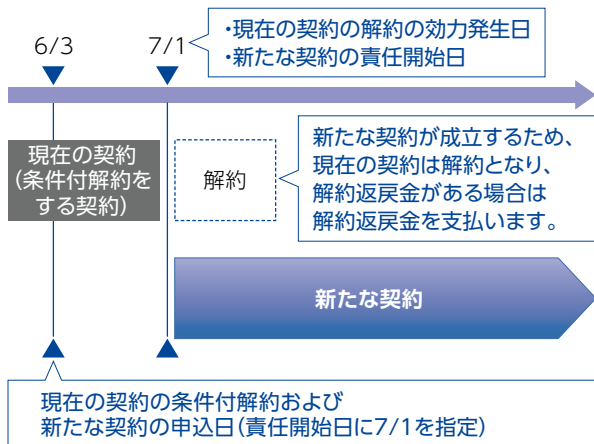 6/3
7/1
・現在の契約の解約の効力発生日
・新たな契約の責任開始日
現在の契約
(条件付解約を
する契約)
解約
新たな契約が成立するため、
現在の契約は解約となり、
解約返戻金がある場合は
解約返戻金を支払います。
新たな契約
現在の契約の条件付解約および
新たな契約の申込日(責任開始日に7/1を指定)